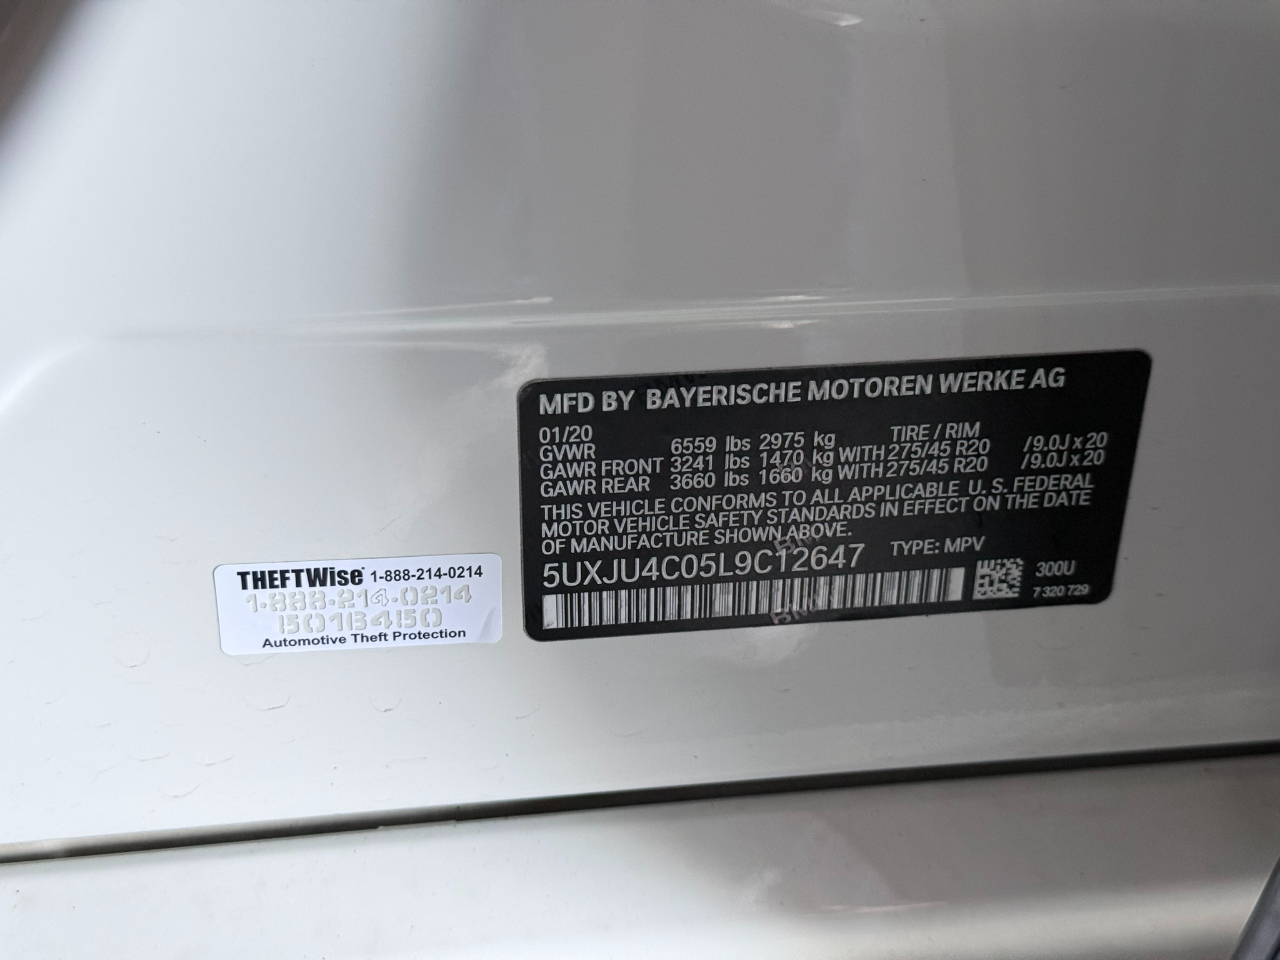 MFD BY BAYERISCHE MOTOREN WERKE AG
01/20 TIRE / RIM
GVWR 6559 lbs 2975 kg
GAWR FRONT 3241 lbs 1470 kg WITH 275/45 R20 /9.0J x 20
GAWR REAR 3660 lbs 1660 kg WITH 275/45 R20 /9.0J x 20
THIS VEHICLE CONFORMS TO ALL APPLICABLE U. S. FEDERAL
MOTOR VEHICLE SAFETY STANDARDS IN EFFECT ON THE DATE
OF MANUFACTURE SHOWN ABOVE.
5UXJU4C05L9C12647 TYPE: MPV
300U
7 320 729
THEFTWise® 1-888-214-0214
1-888-214-0214
Automotive Theft Protection